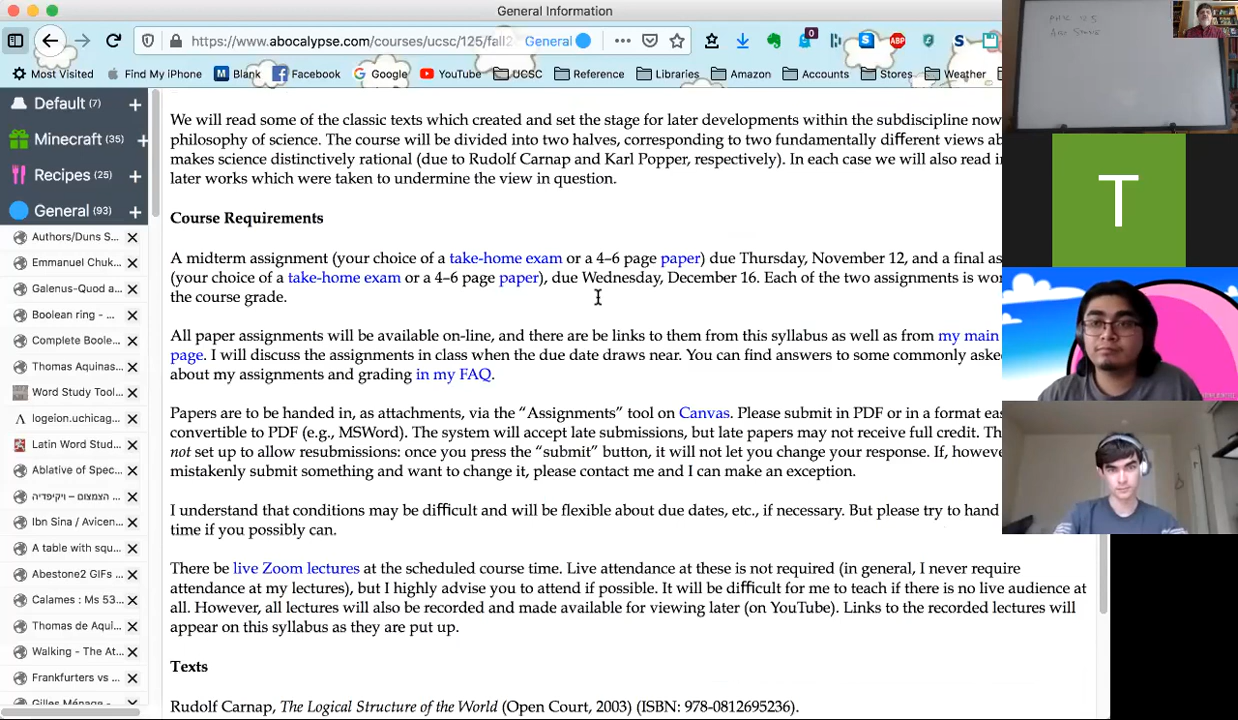 General Information
https://www.abocalypse.com/courses/ucsc/125/fall2
General
0
ABP
S
Most Visited
Find My iPhone
Blank
Facebook
Google
YouTube
UCSC
Reference
Libraries
Amazon
Accounts
Stores
Weather
Default (7)
Minecraft (35)
Recipes (25)
General (93)
Authors/Duns S...
Emmanuel Chuk...
Galenus-Quod a...
Boolean ring - ...
Complete Boole...
Thomas Aquinas...
Word Study Tool...
logeion.uchicag...
Latin Word Stud...
Ablative of Spec...
הצמצום – ויקיפדיה ...
Ibn Sina / Avicen...
A table with squ...
Abestone2 GIFs ...
Calames : Ms 53...
Thomas de Aqui...
Walking - The At...
Frankfurters vs ...
Gilles Ménage - ...
We will read some of the classic texts which created and set the stage for later developments within the subdiscipline now
philosophy of science. The course will be divided into two halves, corresponding to two fundamentally different views ab
makes science distinctively rational (due to Rudolf Carnap and Karl Popper, respectively). In each case we will also read in
later works which were taken to undermine the view in question.
Course Requirements
A midterm assignment (your choice of a take-home exam or a 4–6 page paper) due Thursday, November 12, and a final as
(your choice of a take-home exam or a 4–6 page paper), due Wednesday, December 16. Each of the two assignments is wor
the course grade.
All paper assignments will be available on-line, and there are be links to them from this syllabus as well as from my main
page. I will discuss the assignments in class when the due date draws near. You can find answers to some commonly aske
about my assignments and grading in my FAQ.
Papers are to be handed in, as attachments, via the “Assignments” tool on Canvas. Please submit in PDF or in a format eas
convertible to PDF (e.g., MSWord). The system will accept late submissions, but late papers may not receive full credit. Th
not set up to allow resubmissions: once you press the “submit” button, it will not let you change your response. If, howeve
mistakenly submit something and want to change it, please contact me and I can make an exception.
I understand that conditions may be difficult and will be flexible about due dates, etc., if necessary. But please try to hand
time if you possibly can.
There be live Zoom lectures at the scheduled course time. Live attendance at these is not required (in general, I never require
attendance at my lectures), but I highly advise you to attend if possible. It will be difficult for me to teach if there is no live audience at
all. However, all lectures will also be recorded and made available for viewing later (on YouTube). Links to the recorded lectures will
appear on this syllabus as they are put up.
Texts
Rudolf Carnap, The Logical Structure of the World (Open Court, 2003) (ISBN: 978-0812695236).
T